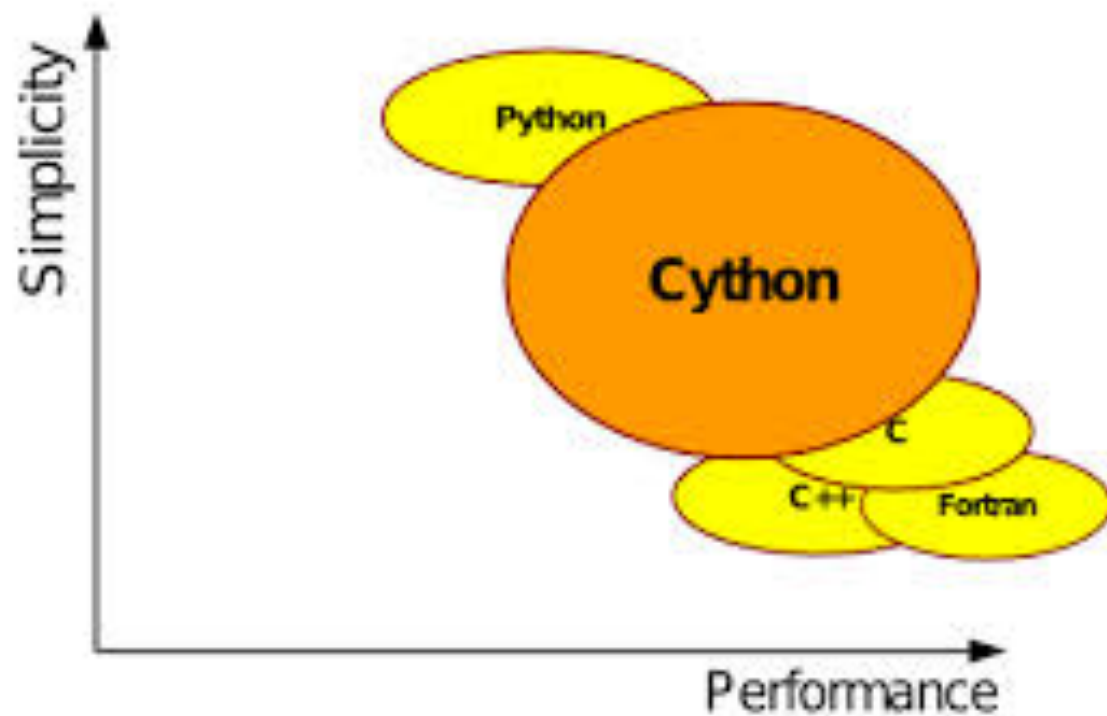 Simplicity
Python
Cython
C
C++
Fortran
Performance